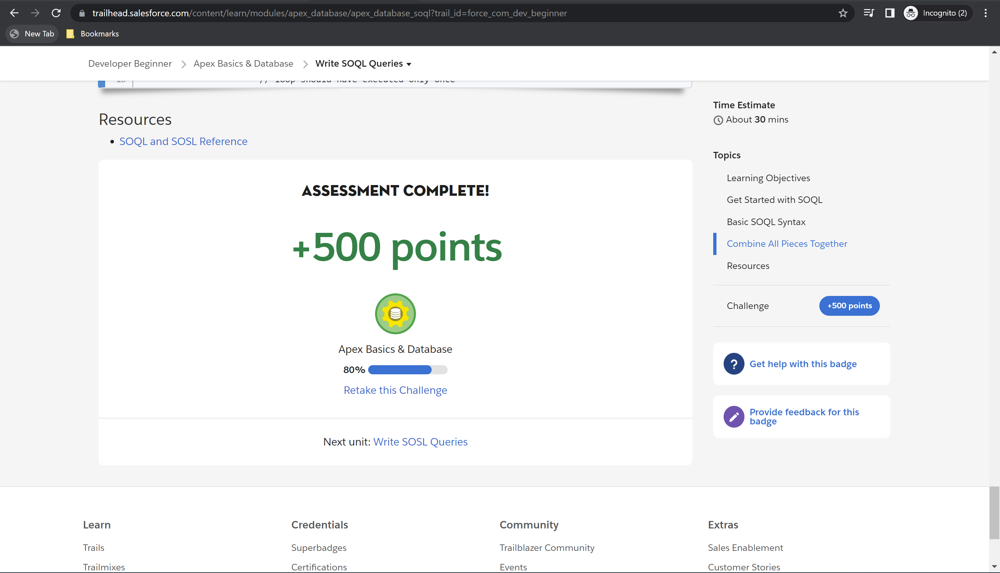 trailhead.salesforce.com/content/learn/modules/apex_database/apex_database_soql?trail_id=force_com_dev_beginner
Incognito (2)
New Tab
Bookmarks
Developer Beginner
Apex Basics & Database
Write SOQL Queries
// loop should have executed only once
Resources
SOQL and SOSL Reference
ASSESSMENT COMPLETE!
+500 points
Apex Basics & Database
80%
Retake this Challenge
Next unit: Write SOSL Queries
Time Estimate
About 30 mins
Topics
Learning Objectives
Get Started with SOQL
Basic SOQL Syntax
Combine All Pieces Together
Resources
Challenge
+500 points
? Get help with this badge
Provide feedback for this
badge
Learn
Trails
Trailmixes
Credentials
Superbadges
Certifications
Community
Trailblazer Community
Events
Extras
Sales Enablement
Customer Stories